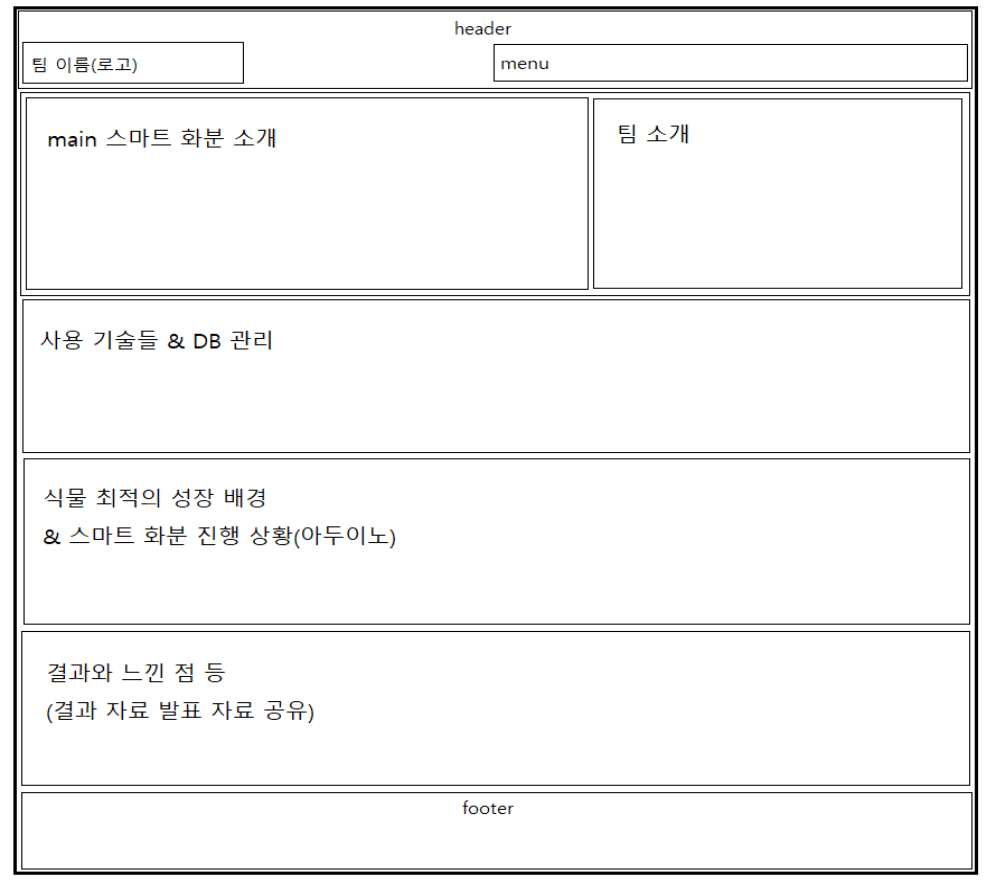 header
팀 이름(로고)
menu
main 스마트 화분 소개
팀 소개
사용 기술들 & DB 관리
식물 최적의 성장 배경
& 스마트 화분 진행 상황(아두이노)
결과와 느낀 점 등
(결과 자료 발표 자료 공유)
footer